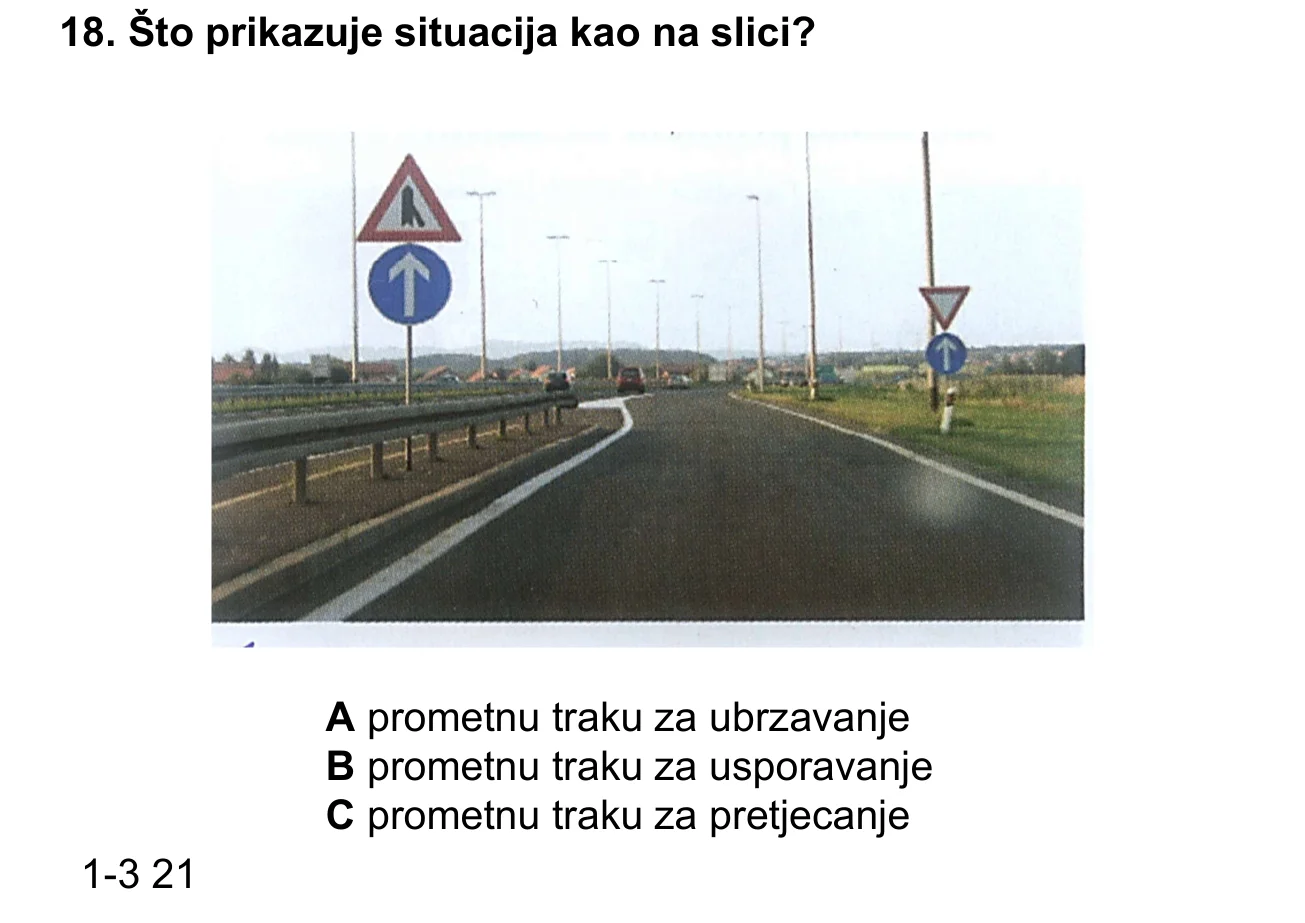 18. Što prikazuje situacija kao na slici?
A prometnu traku za ubrzavanje
B prometnu traku za usporavanje
C prometnu traku za pretjecanje
1-3 21